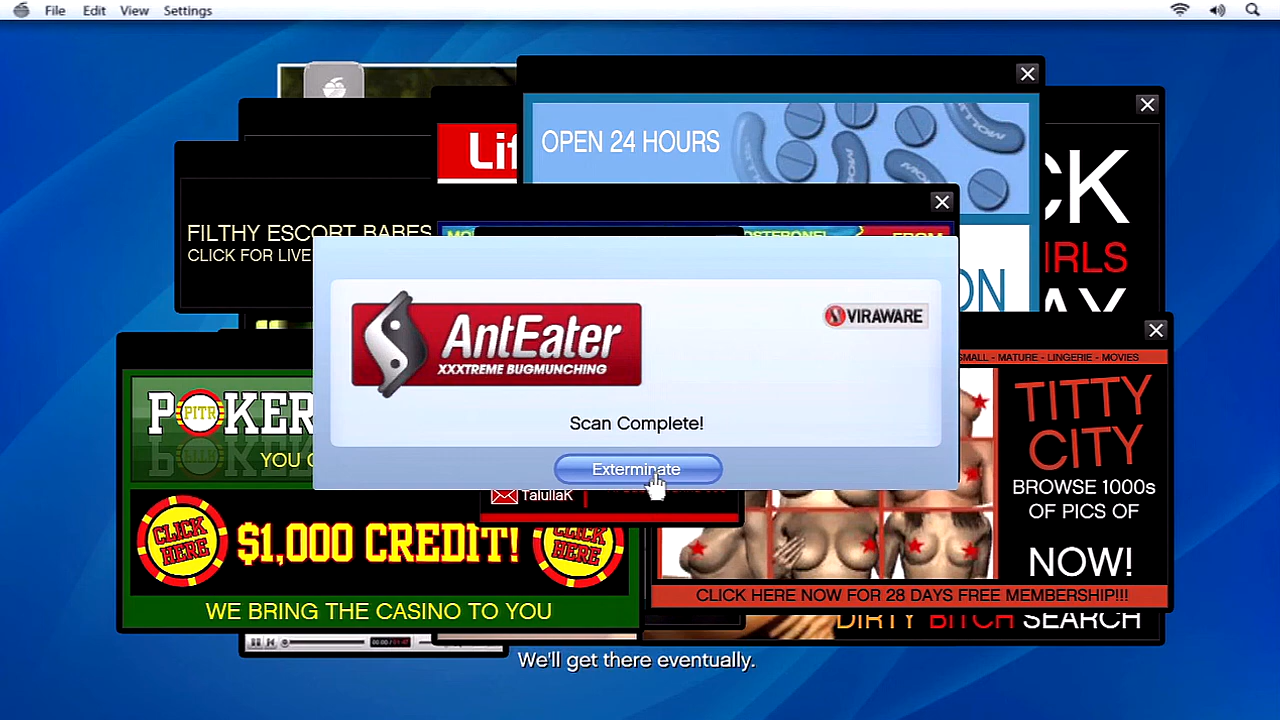 File Edit View Settings
OPEN 24 HOURS
FILTHY ESCORT BABES
CLICK FOR LIVE
AntEater
XXXTREME BUGMUNCHING
VIRAWARE
Scan Complete!
Exterminate
TalullaK
POKER
PITR
CLICK HERE
$1,000 CREDIT!
CLICK HERE
WE BRING THE CASINO TO YOU
SMALL - MATURE - LINGERIE - MOVIES
TITTY
CITY
BROWSE 1000s
OF PICS OF
NOW!
CLICK HERE NOW FOR 28 DAYS FREE MEMBERSHIP!!!
DIRTY BITCH SEARCH
We'll get there eventually.